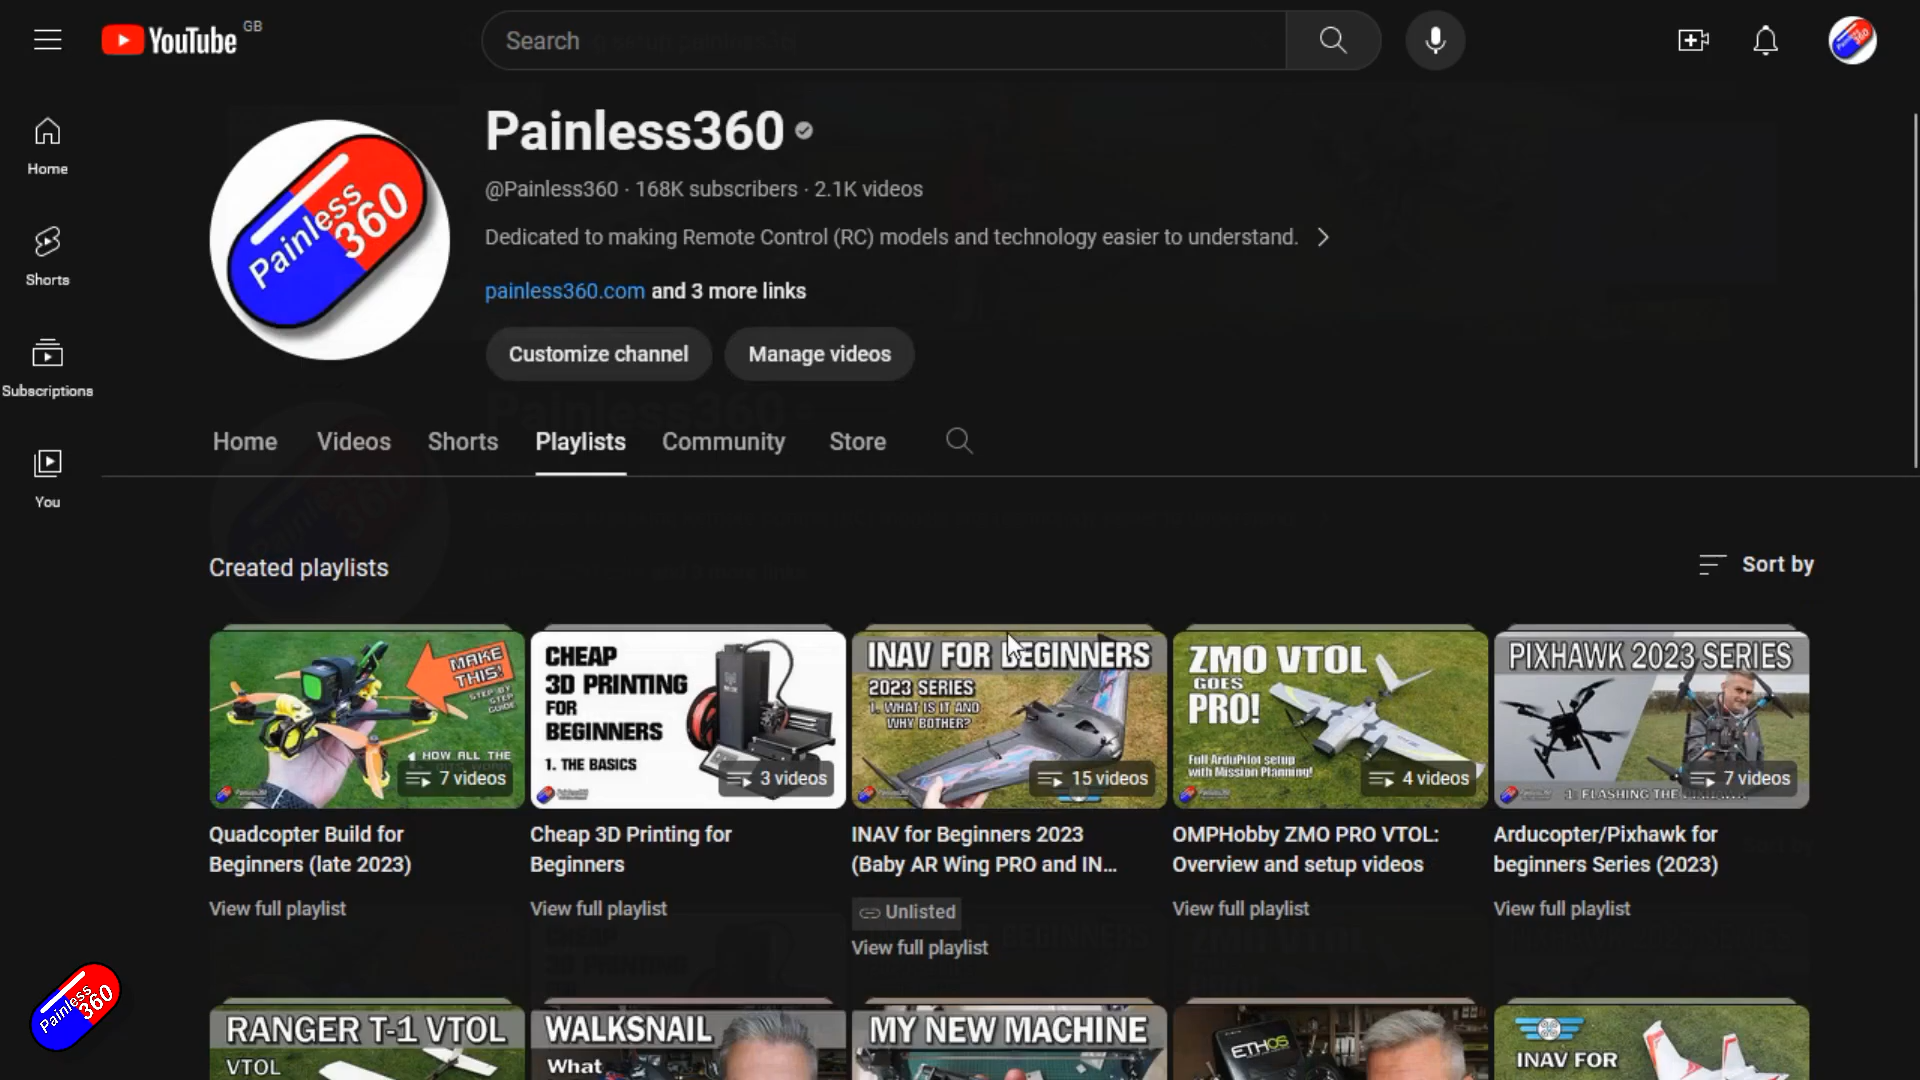 YouTube GB
Search
Home
Shorts
Subscriptions
You
Painless 360
Painless360
@Painless360 · 168K subscribers · 2.1K videos
Dedicated to making Remote Control (RC) models and technology easier to understand.
painless360.com and 3 more links
Customize channel
Manage videos
Home
Videos
Shorts
Playlists
Community
Store
Created playlists
Sort by
MAKE
THIS!
STEP BY
STEP
GUIDE
1 HOW ALL THE
7 videos
Quadcopter Build for
Beginners (late 2023)
View full playlist
CHEAP
3D PRINTING
FOR
BEGINNERS
1. THE BASICS
3 videos
Cheap 3D Printing for
Beginners
View full playlist
INAV FOR BEGINNERS
2023 SERIES
1. WHAT IS IT AND
WHY BOTHER?
15 videos
INAV for Beginners 2023
(Baby AR Wing PRO and IN...
Unlisted
View full playlist
ZMO VTOL
GOES
PRO!
Full ArduPilot setup
with Mission Planning!
4 videos
OMPHobby ZMO PRO VTOL:
Overview and setup videos
View full playlist
PIXHAWK 2023 SERIES
1. FLASHING THE PIXHAWK
7 videos
Arducopter/Pixhawk for
beginners Series (2023)
View full playlist
RANGER T-1 VTOL
VTOL
WALKSNAIL
What
MY NEW MACHINE
ETHOS
INAV FOR
Painless 360